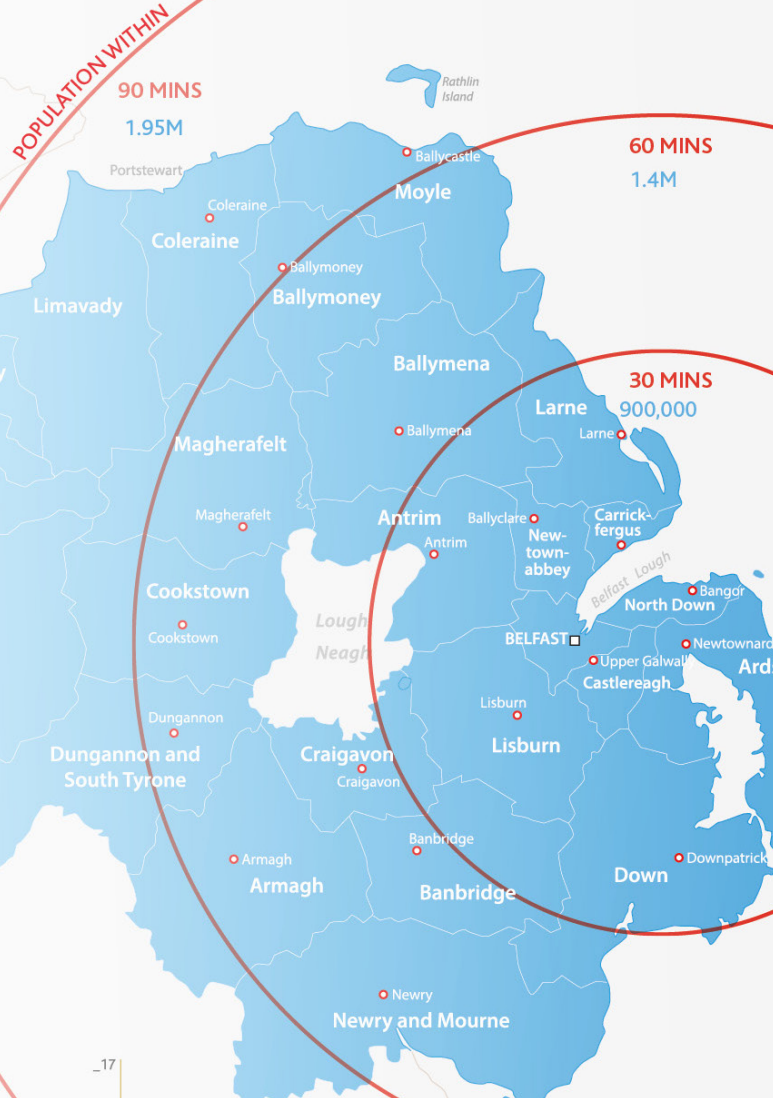 POPULATION WITHIN
90 MINS
1.95M
Rathlin
Island
60 MINS
1.4M
Portstewart
Ballycastle
Moyle
Coleraine
Coleraine
Ballymoney
Ballymoney
Limavady
Ballymena
y
30 MINS
900,000
Larne
Larne
Ballymena
Magherafelt
Magherafelt
Antrim
Antrim
Ballyclare
New-
town-
abbey
Carrick-
fergus
Belfast Lough
Bangor
North Down
Cookstown
Cookstown
Lough
Neagh
BELFAST
Newtownard
Upper Galwall
Castlereagh
Ards
Lisburn
Lisburn
Dungannon
Dungannon and
South Tyrone
Craigavon
Craigavon
Banbridge
Banbridge
Armagh
Armagh
Downpatrick
Down
Newry
Newry and Mourne
_17